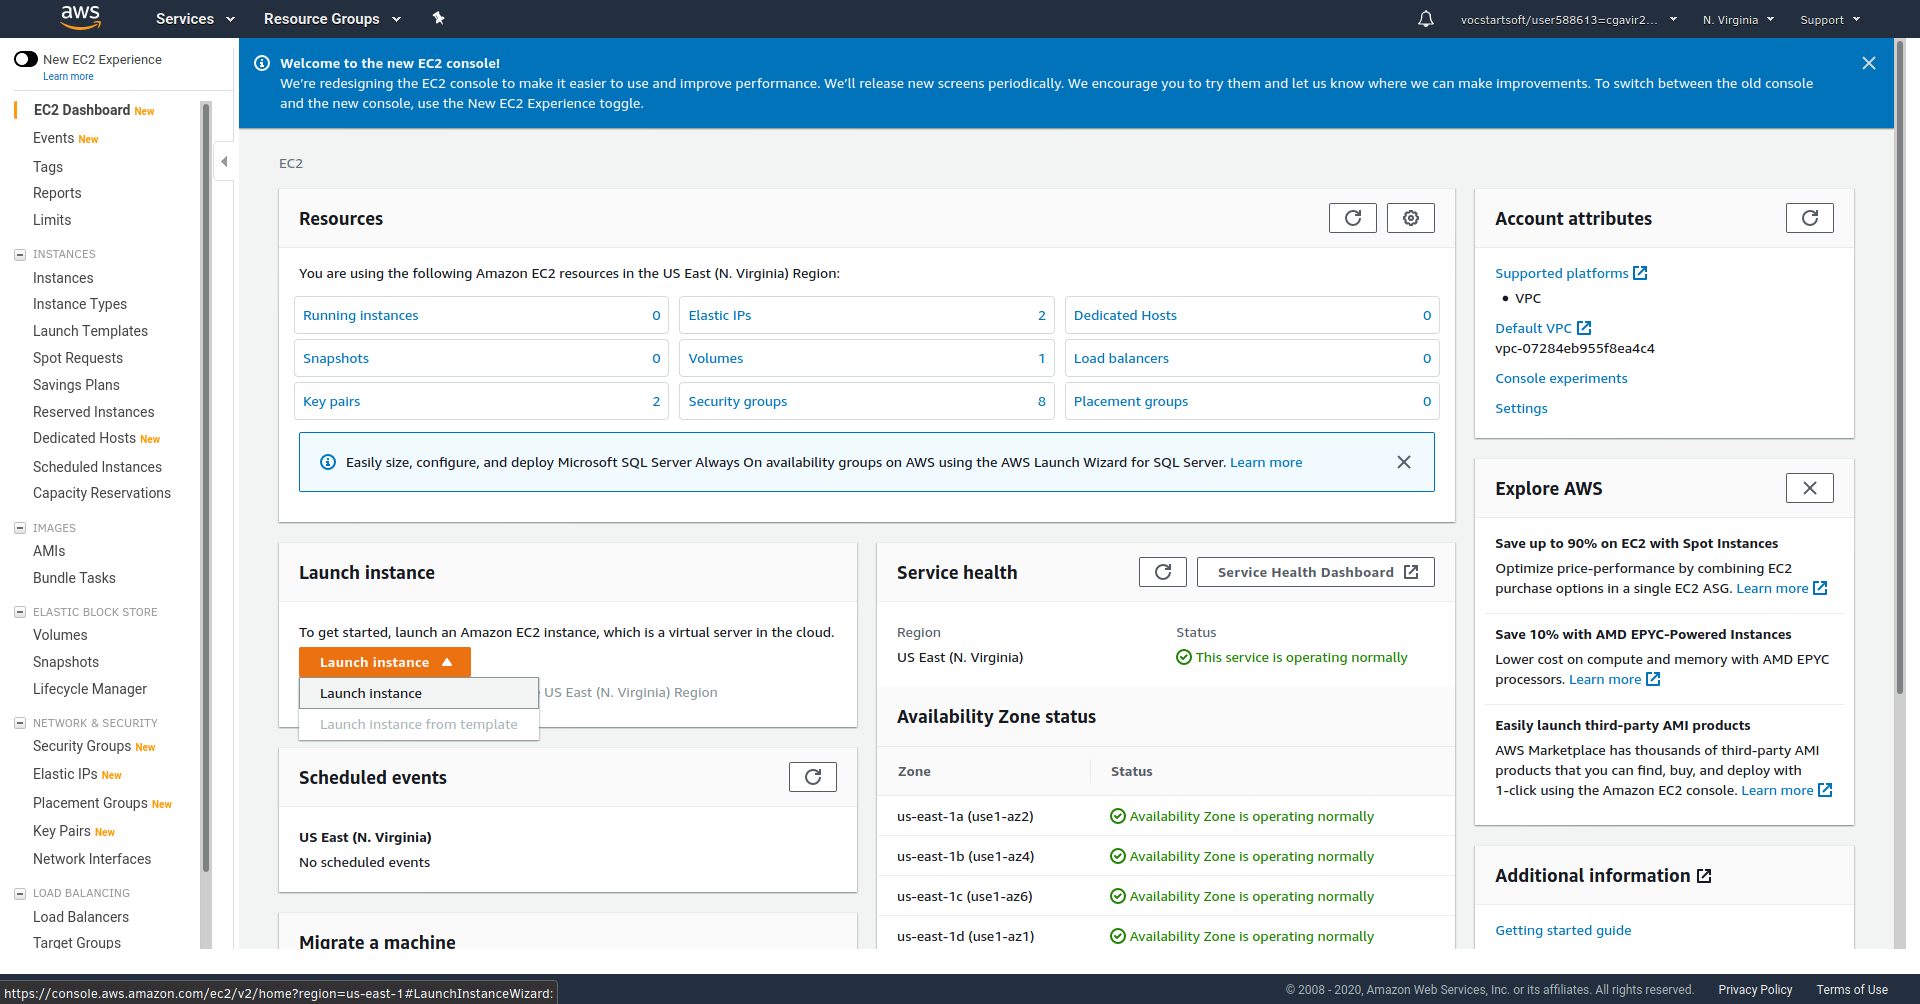 aws
Services
Resource Groups
vocstartsoft/user588613=cgavir2...
N. Virginia
Support
New EC2 Experience
Learn more
EC2 Dashboard New
Events New
Tags
Reports
Limits
INSTANCES
Instances
Instance Types
Launch Templates
Spot Requests
Savings Plans
Reserved Instances
Dedicated Hosts New
Scheduled Instances
Capacity Reservations
IMAGES
AMIs
Bundle Tasks
ELASTIC BLOCK STORE
Volumes
Snapshots
Lifecycle Manager
NETWORK & SECURITY
Security Groups New
Elastic IPs New
Placement Groups New
Key Pairs New
Network Interfaces
LOAD BALANCING
Load Balancers
Target Groups
Welcome to the new EC2 console!
We're redesigning the EC2 console to make it easier to use and improve performance. We'll release new screens periodically. We encourage you to try them and let us know where we can make improvements. To switch between the old console
and the new console, use the New EC2 Experience toggle.
EC2
Resources
You are using the following Amazon EC2 resources in the US East (N. Virginia) Region:
Running instances 0
Elastic IPs 2
Dedicated Hosts 0
Snapshots 0
Volumes 1
Load balancers 0
Key pairs 2
Security groups 8
Placement groups 0
Easily size, configure, and deploy Microsoft SQL Server Always On availability groups on AWS using the AWS Launch Wizard for SQL Server. Learn more
Launch instance
To get started, launch an Amazon EC2 instance, which is a virtual server in the cloud.
Launch instance
Launch instance
US East (N. Virginia) Region
Launch instance from template
Scheduled events
US East (N. Virginia)
No scheduled events
Migrate a machine
Service health
Service Health Dashboard
Region
Status
US East (N. Virginia)
This service is operating normally
Availability Zone status
Zone
Status
us-east-1a (use1-az2)
Availability Zone is operating normally
us-east-1b (use1-az4)
Availability Zone is operating normally
us-east-1c (use1-az6)
Availability Zone is operating normally
us-east-1d (use1-az1)
Availability Zone is operating normally
Account attributes
Supported platforms
• VPC
Default VPC
vpc-07284eb955f8ea4c4
Console experiments
Settings
Explore AWS
Save up to 90% on EC2 with Spot Instances
Optimize price-performance by combining EC2
purchase options in a single EC2 ASG. Learn more
Save 10% with AMD EPYC-Powered Instances
Lower cost on compute and memory with AMD EPYC
processors. Learn more
Easily launch third-party AMI products
AWS Marketplace has thousands of third-party AMI
products that you can find, buy, and deploy with
1-click using the Amazon EC2 console. Learn more
Additional information
Getting started guide
https://console.aws.amazon.com/ec2/v2/home?region=us-east-1#LaunchInstanceWizard:
© 2008 - 2020, Amazon Web Services, Inc. or its affiliates. All rights reserved.
Privacy Policy
Terms of Use